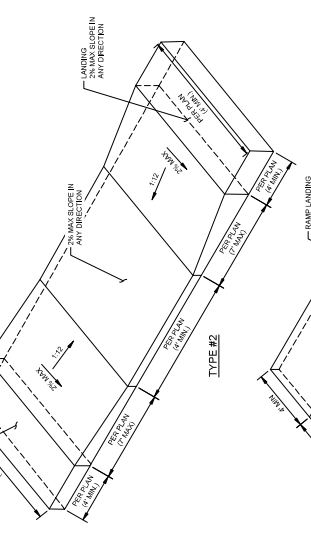 LANDING
2% MAX SLOPE IN
ANY DIRECTION
PER PLAN
(4' MIN.)
2% MAX
1:12
2% MAX SLOPE IN
ANY DIRECTION
1:12
2% MAX
PER PLAN
(4' MIN.)
PER PLAN
(7' MAX)
PER PLAN
(4' MIN.)
PER PLAN
(7' MAX)
PER PLAN
(4' MIN.)
TYPE #2
RAMP LANDING
4' MIN